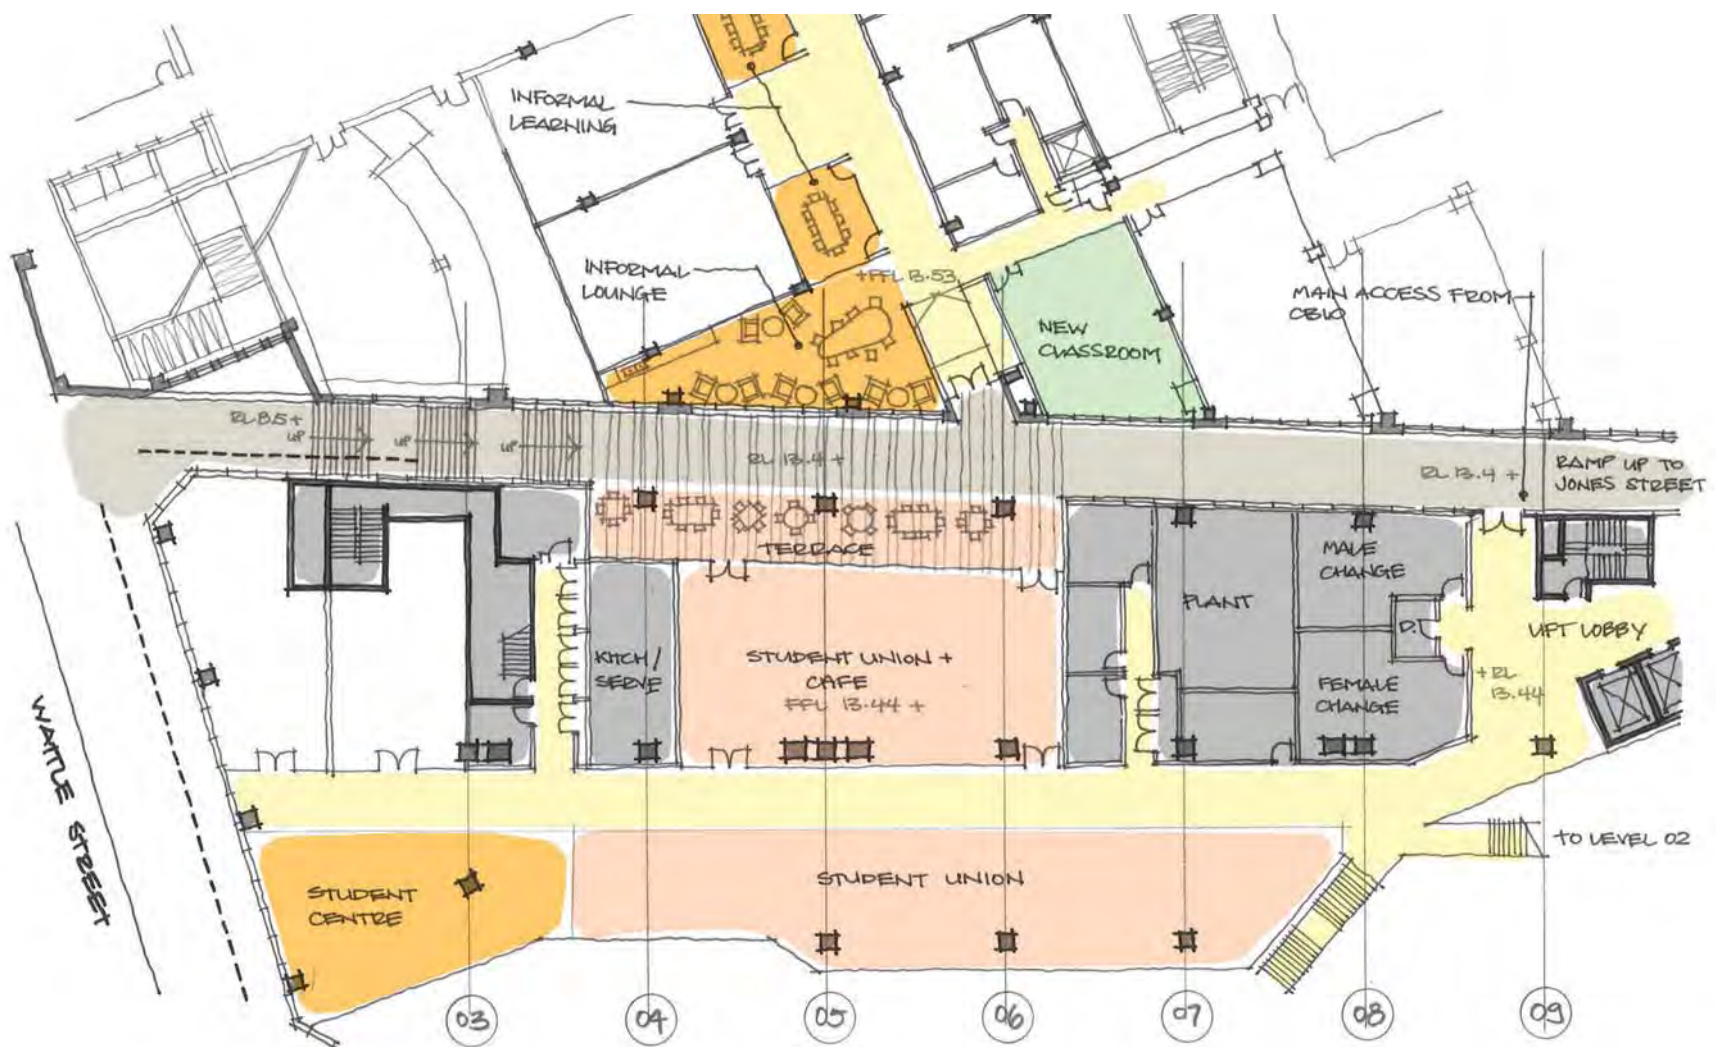 INFORMAL
LEARNING
INFORMAL
LOUNGE
+FFL 13.53
NEW
CLASSROOM
MAIN ACCESS FROM
CB10
RL 8.5 +
UP
UP
UP
RL 13.4 +
RL 13.4 +
RAMP UP TO
JONES STREET
TERRACE
MALE
CHANGE
PLANT
D.T
LIFT LOBBY
KITCH/
SERVE
STUDENT UNION +
CAFE
FFL 13.44 +
FEMALE
CHANGE
+RL
13.44
WATTLE STREET
TO LEVEL 02
STUDENT
CENTRE
STUDENT UNION
03
04
05
06
07
08
09